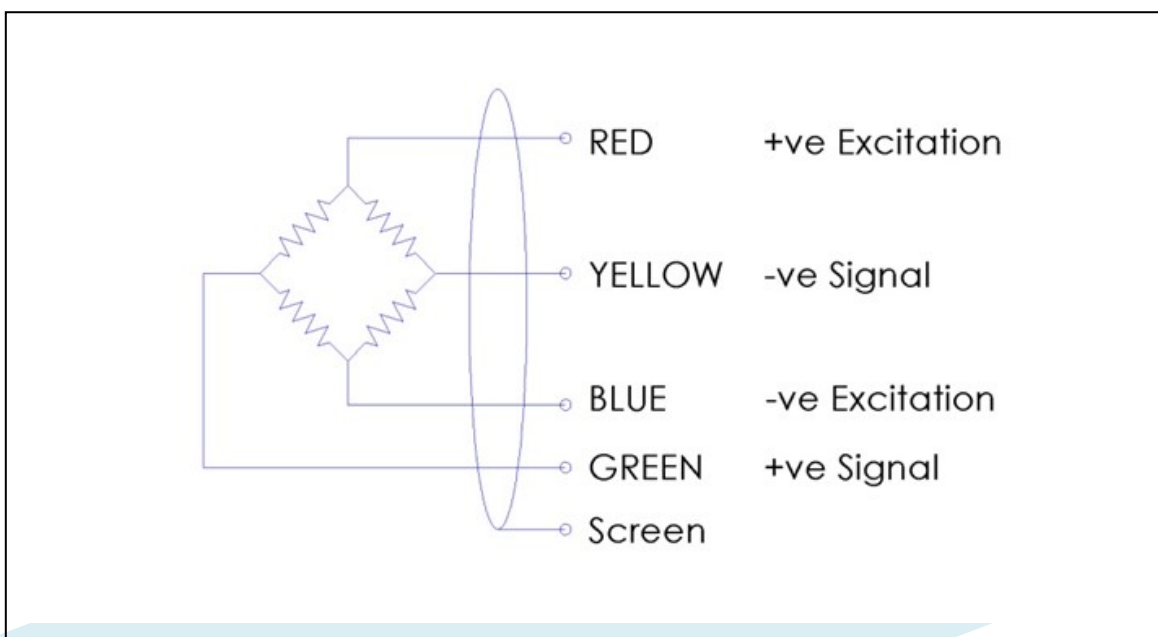 RED +ve Excitation
YELLOW -ve Signal
BLUE -ve Excitation
GREEN +ve Signal
Screen